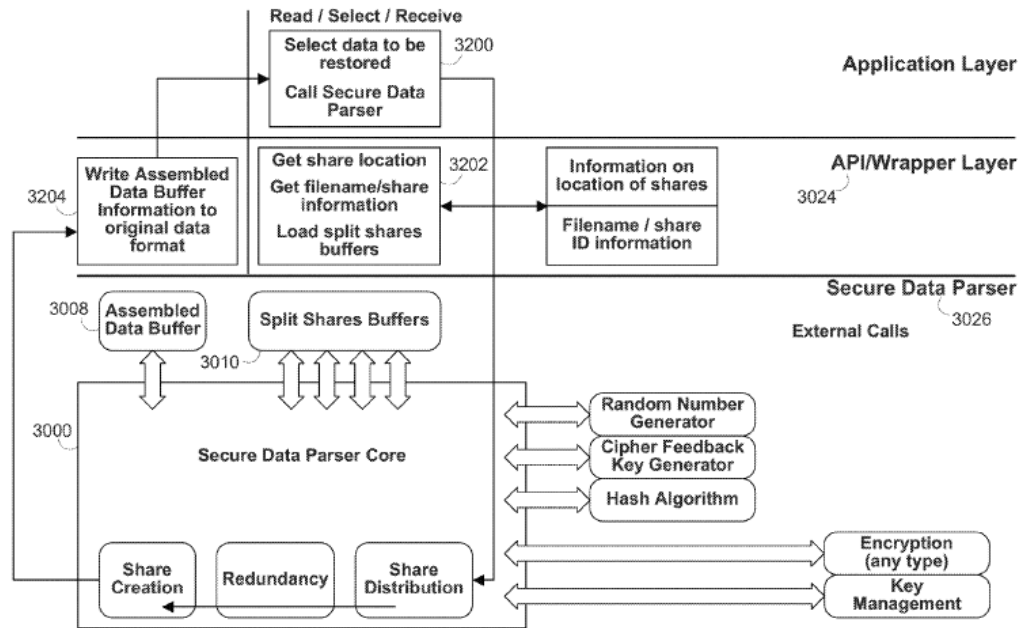 Read / Select / Receive
Select data to be
restored
Call Secure Data
Parser
3200
Application Layer
3204
Write Assembled
Data Buffer
Information to
original data
format
Get share location
Get filename/share
information
Load split shares
buffers
3202
Information on
location of shares
Filename / share
ID information
API/Wrapper Layer
3024
Secure Data Parser
3026
External Calls
3008
Assembled
Data Buffer
Split Shares Buffers
3010
3000
Secure Data Parser Core
Random Number
Generator
Cipher Feedback
Key Generator
Hash Algorithm
Share
Creation
Redundancy
Share
Distribution
Encryption
(any type)
Key
Management